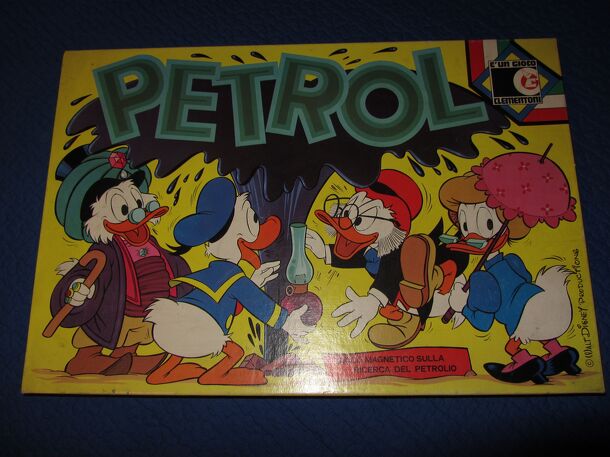 PETROL
E' UN GIOCO
CLEMENTONI
MAGNETICO SULLA
RICERCA DEL PETROLIO
© WALT DISNEY PRODUCTIONS